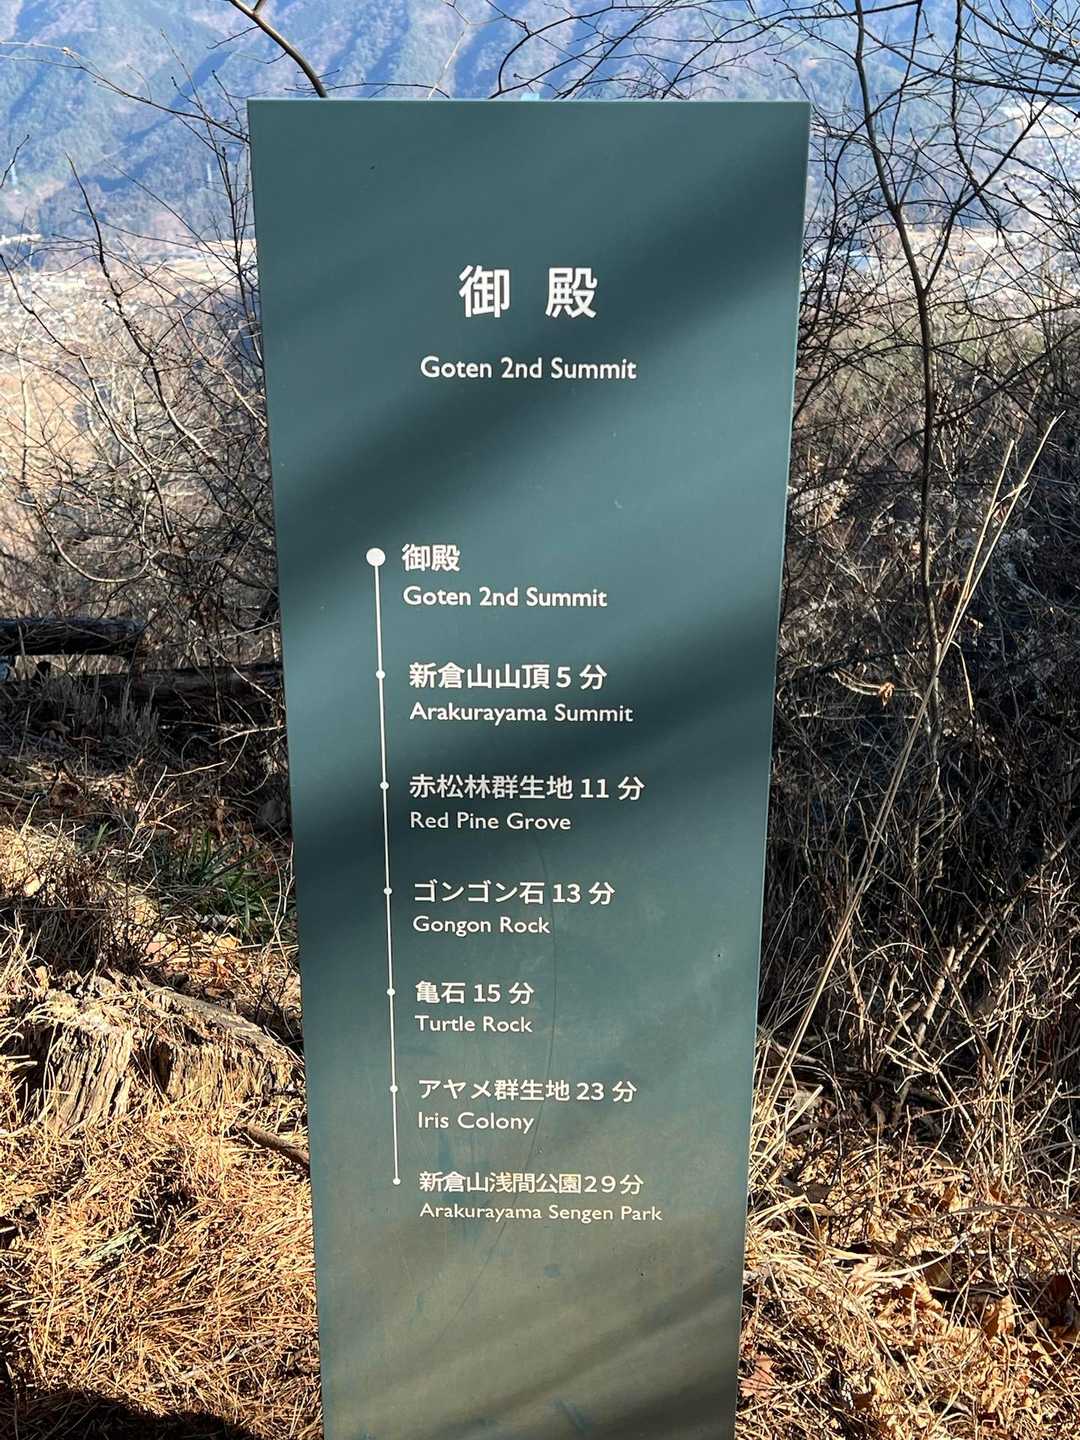 御殿
Goten 2nd Summit
御殿
Goten 2nd Summit
新倉山山頂 5 分
Arakurayama Summit
赤松林群生地 11 分
Red Pine Grove
ゴンゴン石 13 分
Gongon Rock
亀石 15 分
Turtle Rock
アヤメ群生地 23 分
Iris Colony
新倉山浅間公園29分
Arakurayama Sengen Park